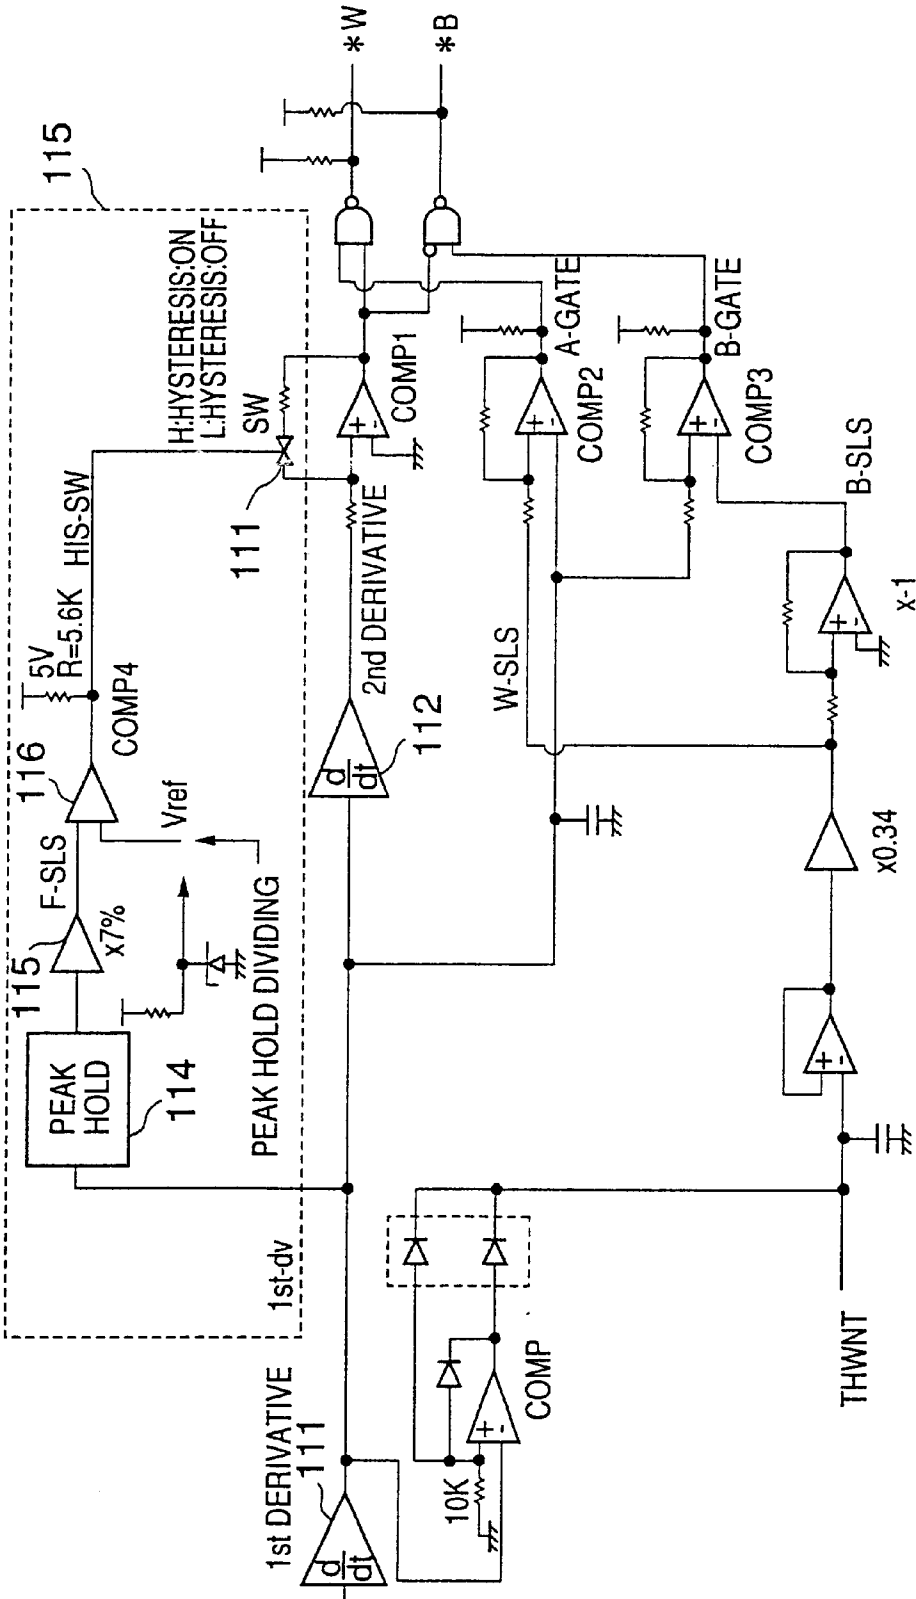 115
*W
*B
H:HYSTERESIS:ON
L:HYSTERESIS:OFF
5V
R=5.6K
HIS-SW
SW
111
116
COMP4
F-SLS
115
x7%
Vref
PEAK
HOLD
114
PEAK HOLD DIVIDING
1st-dv
1st DERIVATIVE
111
d
dt
d
dt
112
2nd DERIVATIVE
+
-
COMP1
W-SLS
+
-
COMP2
A-GATE
+
-
COMP3
B-GATE
B-SLS
+
-
x-1
x0.34
+
-
10K
+
-
COMP
THWNT